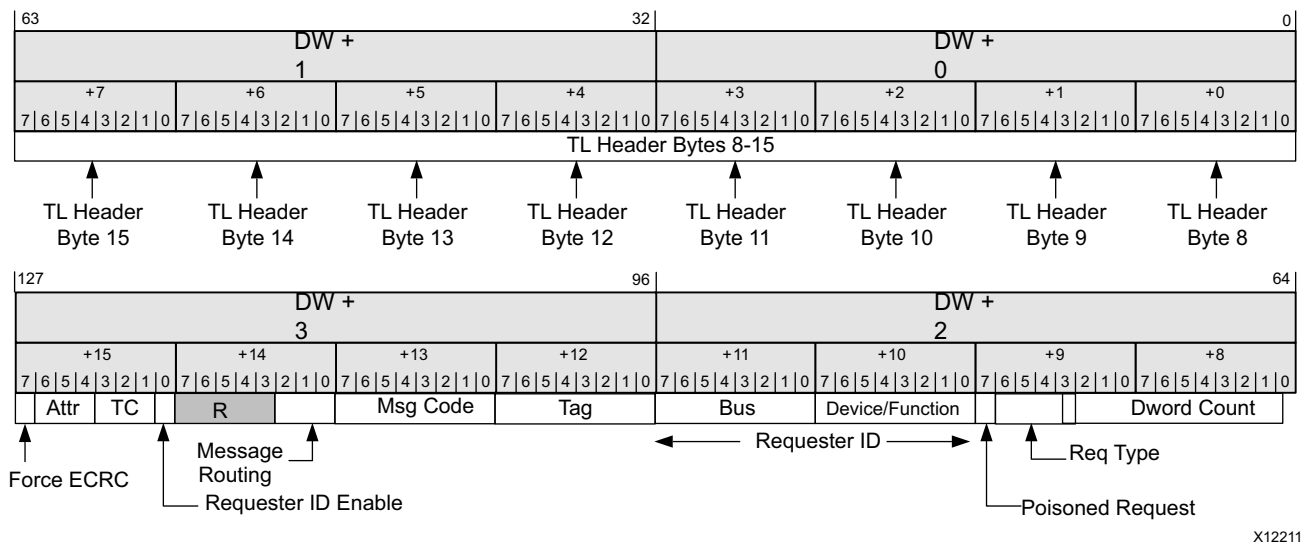 63 32 0
DW + DW +
1 0
+7 +6 +5 +4 +3 +2 +1 +0
7 6 5 4 3 2 1 0 7 6 5 4 3 2 1 0 7 6 5 4 3 2 1 0 7 6 5 4 3 2 1 0 7 6 5 4 3 2 1 0 7 6 5 4 3 2 1 0 7 6 5 4 3 2 1 0 7 6 5 4 3 2 1 0
TL Header Bytes 8-15
TL Header TL Header TL Header TL Header TL Header TL Header TL Header TL Header
Byte 15 Byte 14 Byte 13 Byte 12 Byte 11 Byte 10 Byte 9 Byte 8
127 96 64
DW + DW +
3 2
+15 +14 +13 +12 +11 +10 +9 +8
7 6 5 4 3 2 1 0 7 6 5 4 3 2 1 0 7 6 5 4 3 2 1 0 7 6 5 4 3 2 1 0 7 6 5 4 3 2 1 0 7 6 5 4 3 2 1 0 7 6 5 4 3 2 1 0 7 6 5 4 3 2 1 0
Attr TC R Msg Code Tag Bus Device/Function Dword Count
Message Requester ID Req Type
Routing
Force ECRC
Requester ID Enable Poisoned Request
X12211